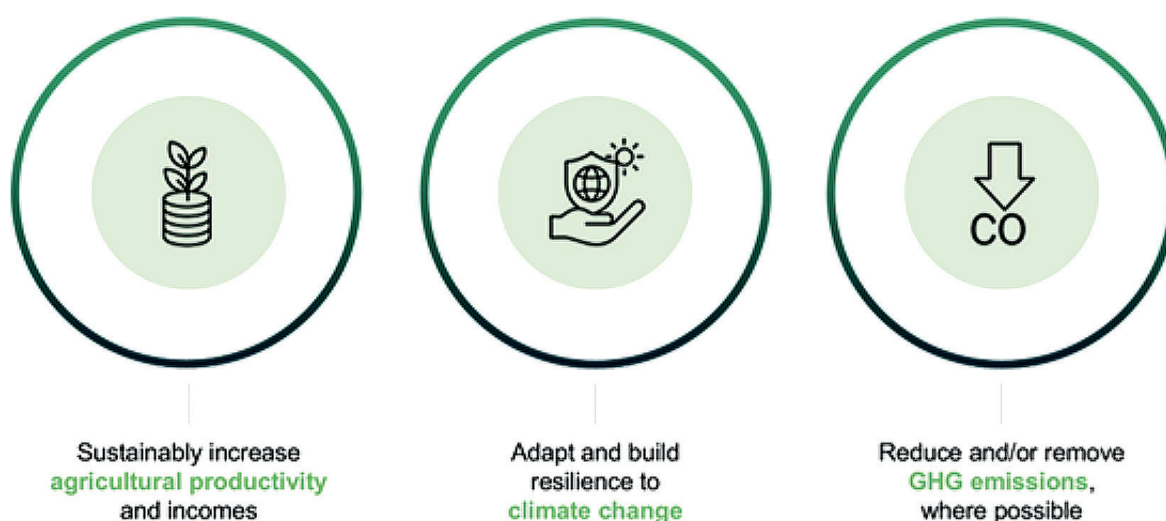 CO
Sustainably increase
agricultural productivity
and incomes
Adapt and build
resilience to
climate change
Reduce and/or remove
GHG emissions,
where possible